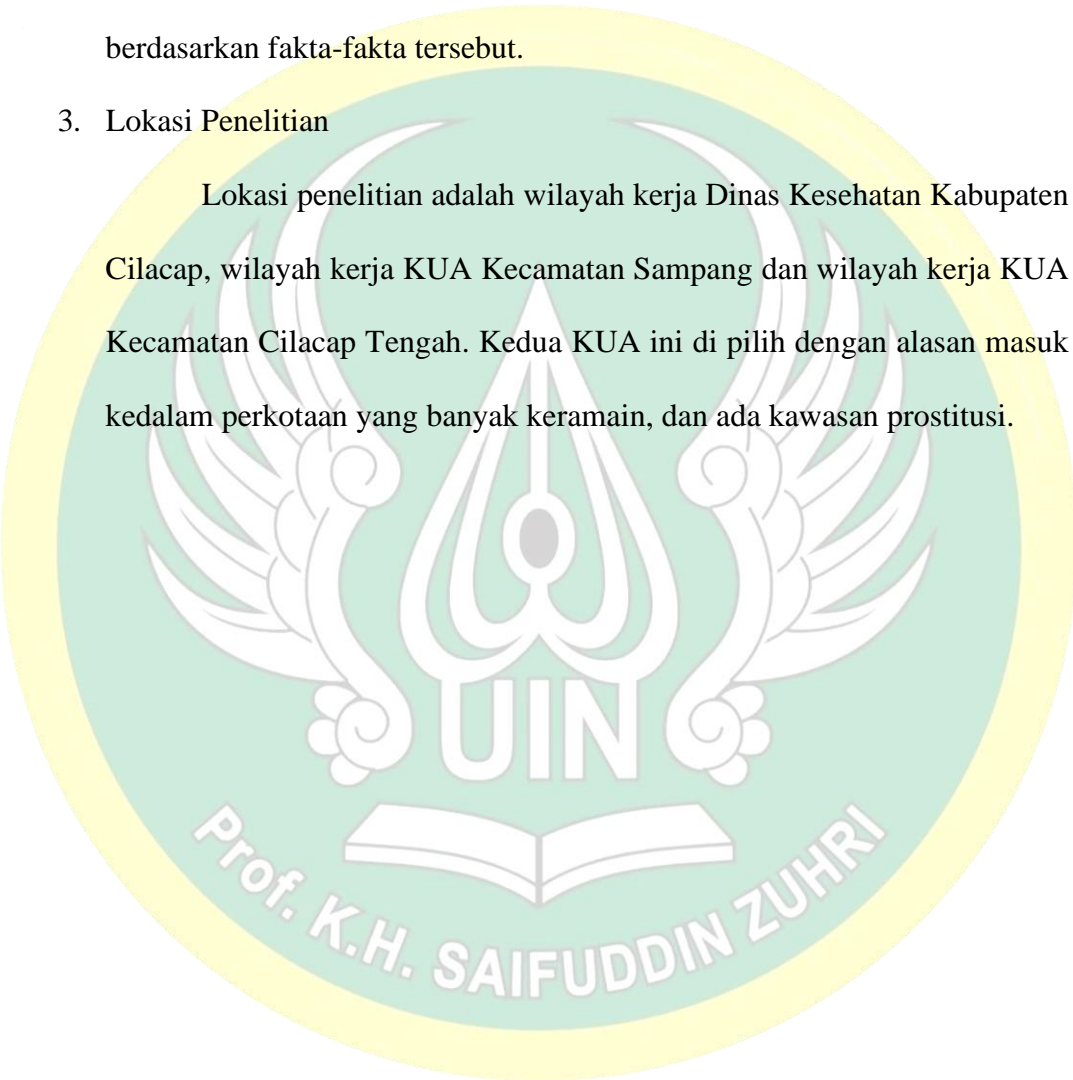 berdasarkan fakta-fakta tersebut.
3. Lokasi Penelitian
Lokasi penelitian adalah wilayah kerja Dinas Kesehatan Kabupaten
Cilacap, wilayah kerja KUA Kecamatan Sampang dan wilayah kerja KUA
Kecamatan Cilacap Tengah. Kedua KUA ini di pilih dengan alasan masuk
kedalam perkotaan yang banyak keramain, dan ada kawasan prostitusi.
UIN
Prof. K.H. SAIFUDDIN ZUHRI